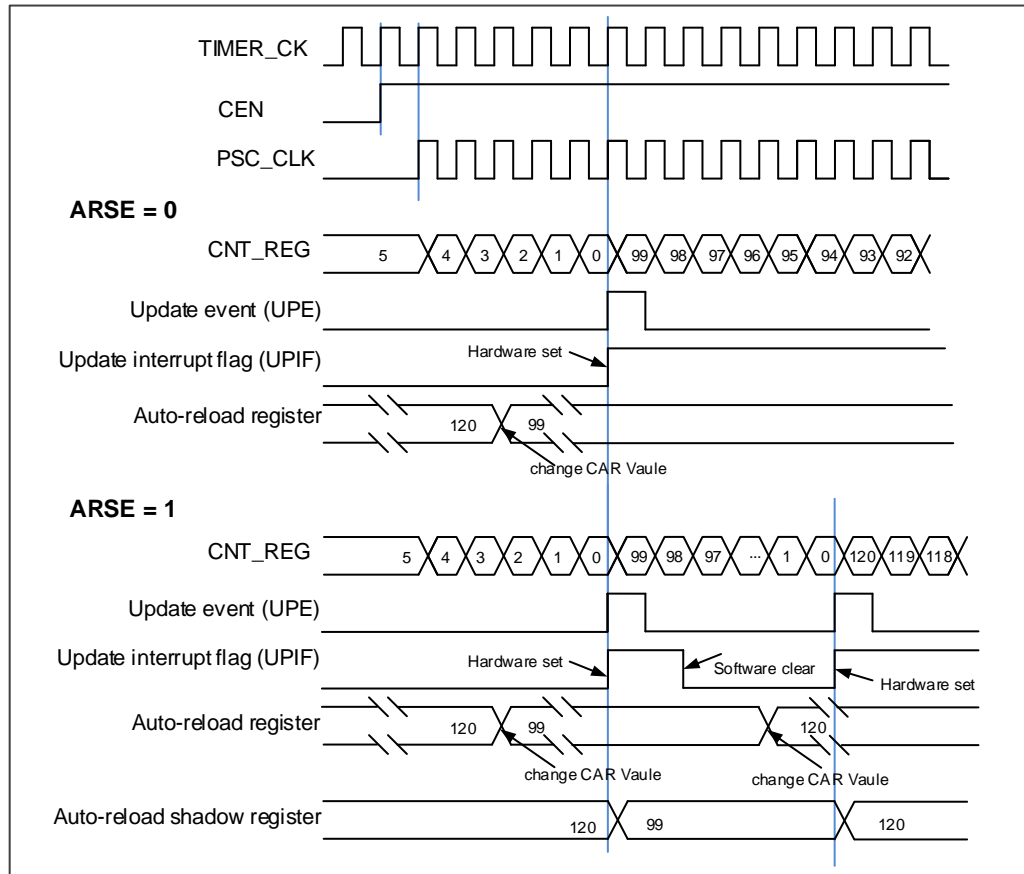 TIMER_CK
CEN
PSC_CLK
ARSE = 0
CNT_REG 5 4 3 2 1 0 99 98 97 96 95 94 93 92
Update event (UPE)
Update interrupt flag (UPIF) Hardware set
Auto-reload register 120 99
change CAR Vaule
ARSE = 1
CNT_REG 5 4 3 2 1 0 99 98 97 ... 1 0 120 119 118
Update event (UPE)
Update interrupt flag (UPIF) Hardware set Software clear Hardware set
Auto-reload register 120 99 120
change CAR Vaule change CAR Vaule
Auto-reload shadow register 120 99 120